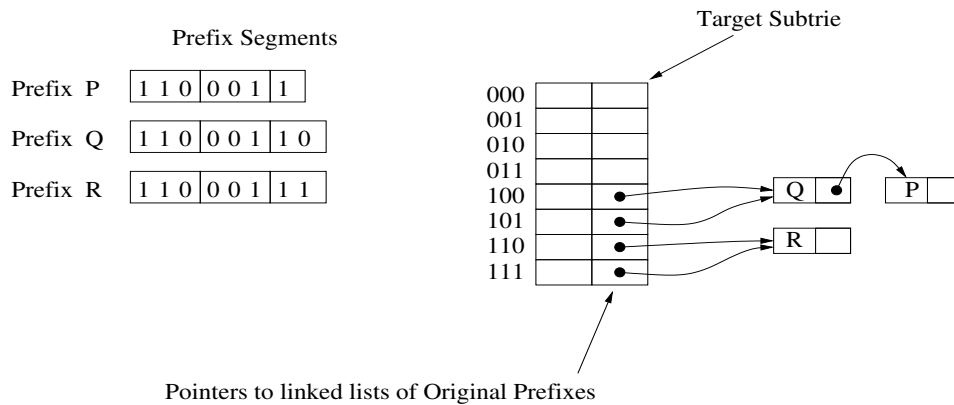 Target Subtrie
Prefix Segments
Prefix P 1 1 0 0 0 1 1
Prefix Q 1 1 0 0 0 1 1 0
Prefix R 1 1 0 0 0 1 1 1
000
001
010
011
100
101
110
111
Q P
R
Pointers to linked lists of Original Prefixes